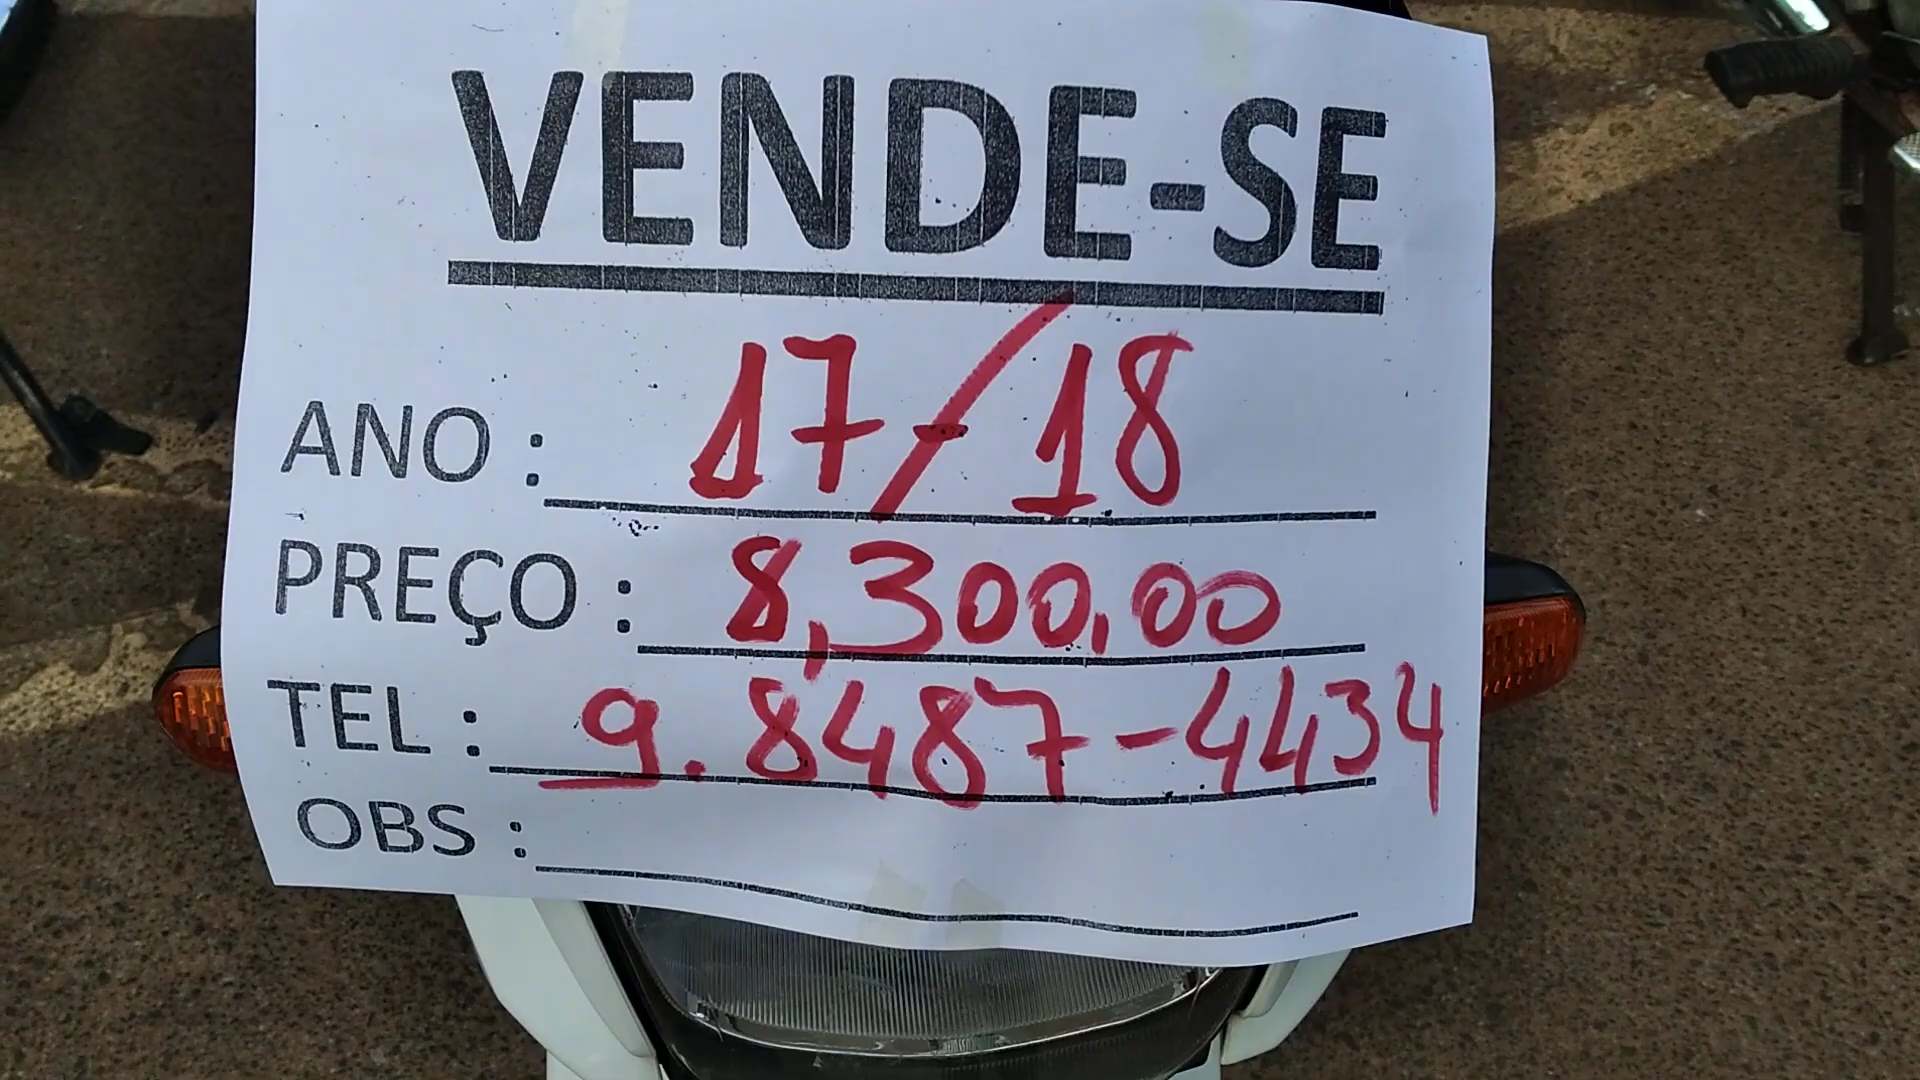 VENDE-SE
ANO : 17/18
PREÇO : 8,300,00
TEL : 9.8487-4434
OBS :